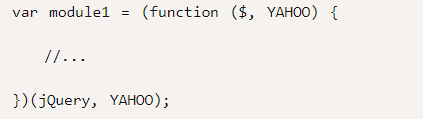 var module1 = (function ($, YAHOO) {
//...
})(jQuery, YAHOO);